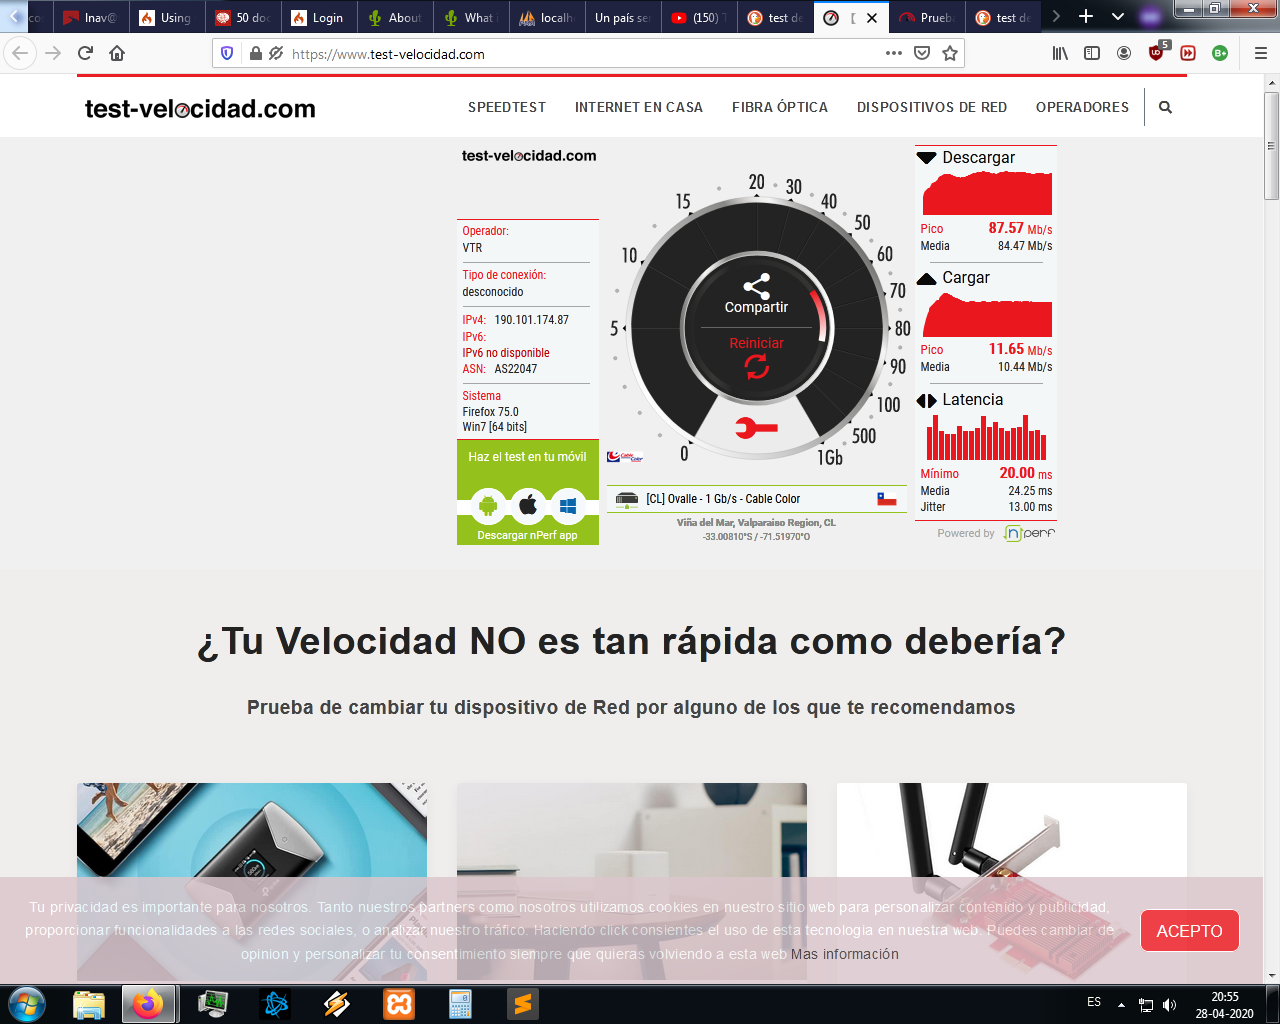 Inav@
Using
50 doc
Login
About
What i
localh
Un país ser
(150) T
test de
Prueb
test de
https://www.test-velocidad.com
5
test-velocidad.com
SPEEDTEST
INTERNET EN CASA
FIBRA ÓPTICA
DISPOSITIVOS DE RED
OPERADORES
test-velocidad.com
Operador:
VTR
Tipo de conexión:
desconocido
IPv4: 190.101.174.87
IPv6:
IPv6 no disponible
ASN: AS22047
Sistema
Firefox 75.0
Win7 [64 bits]
Haz el test en tu móvil
Descargar nPerf app
0
5
10
15
20
30
40
50
60
70
80
90
100
500
1Gb
Compartir
Reiniciar
Cable Color
[CL] Ovalle - 1 Gb/s - Cable Color
Viña del Mar, Valparaiso Region, CL
-33.00810°S / -71.51970°O
Descargar
Pico 87.57 Mb/s
Media 84.47 Mb/s
Cargar
Pico 11.65 Mb/s
Media 10.44 Mb/s
Latencia
Mínimo 20.00 ms
Media 24.25 ms
Jitter 13.00 ms
Powered by nPerf
¿Tu Velocidad NO es tan rápida como debería?
Prueba de cambiar tu dispositivo de Red por alguno de los que te recomendamos
Tu privacidad es importante para nosotros. Tanto nuestros partners como nosotros utilizamos cookies en nuestro sitio web para personalizar contenido y publicidad,
proporcionar funcionalidades a las redes sociales, o analizar nuestro tráfico. Haciendo click consientes el uso de esta tecnologia en nuestra web. Puedes cambiar de
opinion y personalizar tu consentimiento siempre que quieras volviendo a esta web Mas información
ACEPTO
ES
20:55
28-04-2020